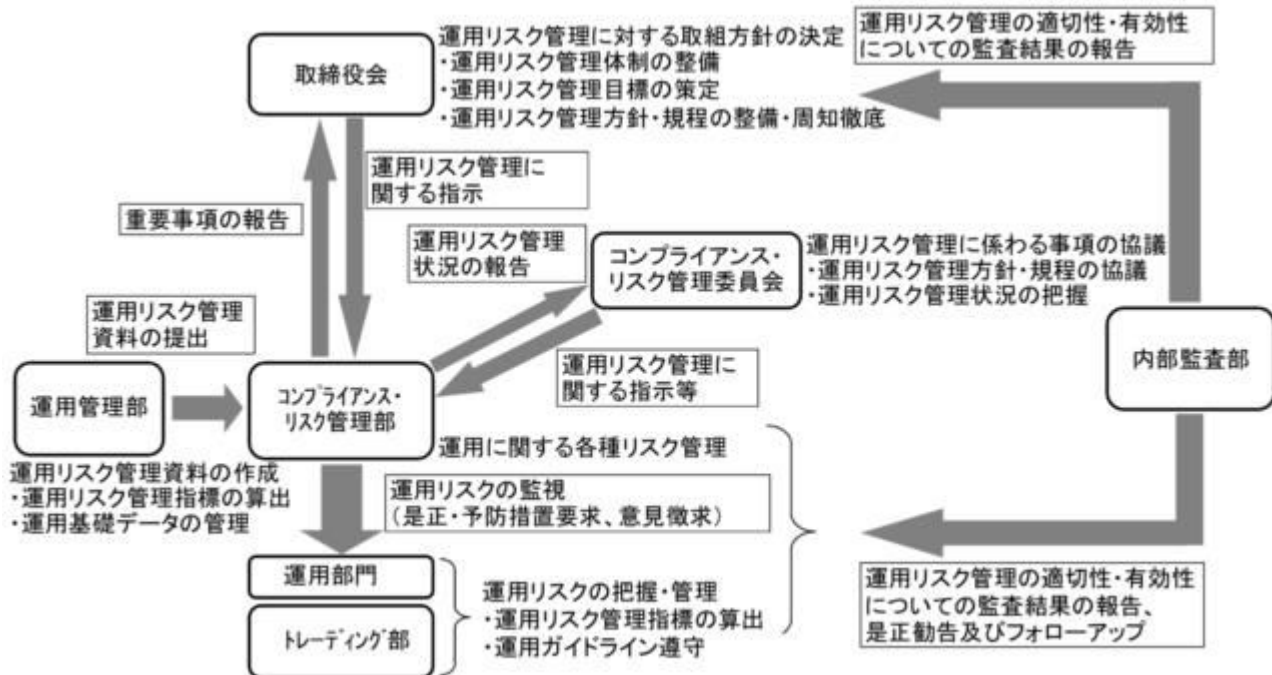 運用リスク管理に対する取組方針の決定
・運用リスク管理体制の整備
・運用リスク管理目標の策定
・運用リスク管理方針・規程の整備・周知徹底
取締役会
運用リスク管理の適切性・有効性
についての監査結果の報告
運用リスク管理に
関する指示
重要事項の報告
運用リスク管理
状況の報告
コンプライアンス・
リスク管理委員会
運用リスク管理に係わる事項の協議
・運用リスク管理方針・規程の協議
・運用リスク管理状況の把握
運用リスク管理
資料の提出
内部監査部
運用リスク管理に
関する指示等
運用管理部
コンプライアンス・
リスク管理部
運用に関する各種リスク管理
運用リスク管理資料の作成
・運用リスク管理指標の算出
・運用基礎データの管理
運用リスクの監視
(是正・予防措置要求、意見徴求)
運用部門
トレーディング部
運用リスクの把握・管理
・運用リスク管理指標の算出
・運用ガイドライン遵守
運用リスク管理の適切性・有効性
についての監査結果の報告、
是正勧告及びフォローアップ